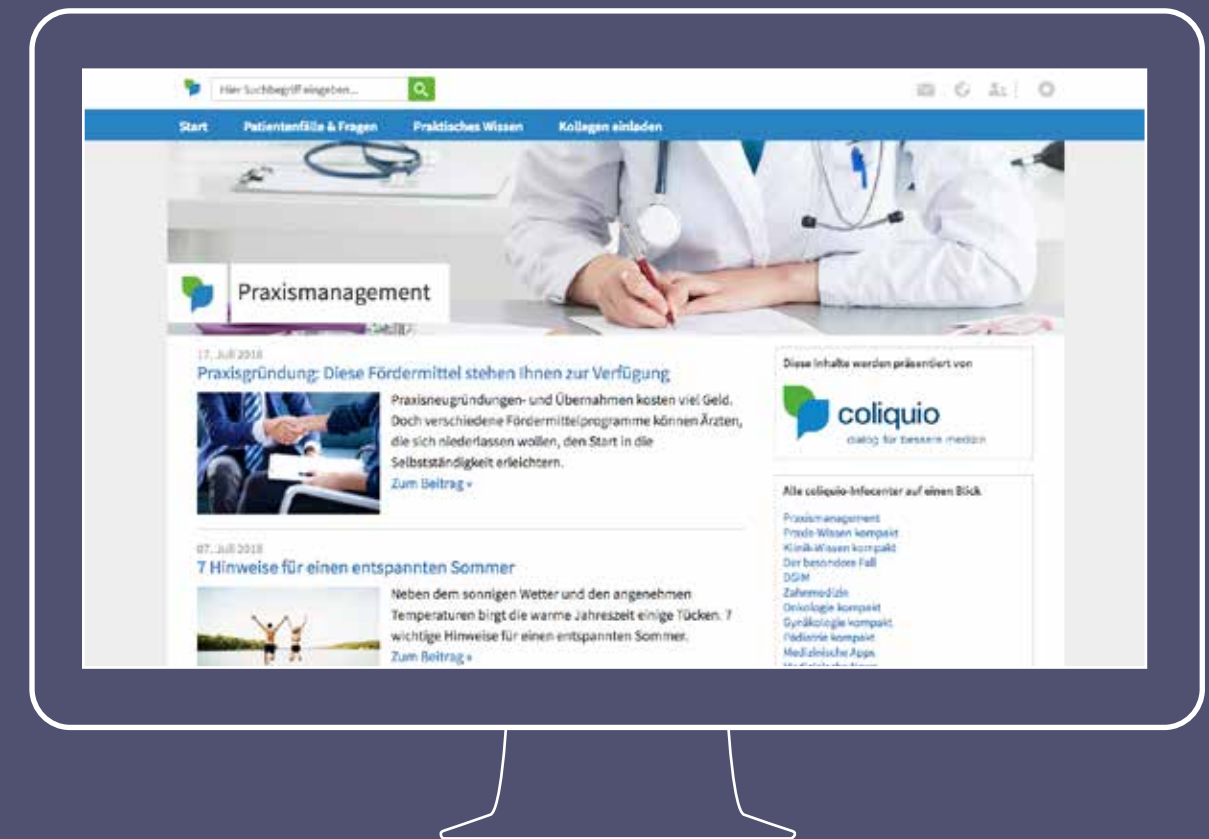 Hier Suchbegriff eingeben...
Start Patientenfälle & Fragen Praktisches Wissen Kollegen einladen
Praxismanagement
17. Juli 2018
Praxisgründung: Diese Fördermittel stehen Ihnen zur Verfügung
Praxisneugründungen- und Übernahmen kosten viel Geld.
Doch verschiedene Fördermittelprogramme können Ärzten,
die sich niederlassen wollen, den Start in die
Selbstständigkeit erleichtern.
Zum Beitrag »
07. Juli 2018
7 Hinweise für einen entspannten Sommer
Neben dem sonnigen Wetter und den angenehmen
Temperaturen birgt die warme Jahreszeit einige Tücken. 7
wichtige Hinweise für einen entspannten Sommer.
Zum Beitrag »
Diese Inhalte werden präsentiert von
coliquio
dialog für bessere medizin
Alle coliquio-Infocenter auf einen Blick
Praxismanagement
Praxis-Wissen kompakt
Klinik-Wissen kompakt
Der besondere Fall
DGIM
Zahnmedizin
Onkologie kompakt
Gynäkologie kompakt
Pädiatrie kompakt
Medizinische Apps